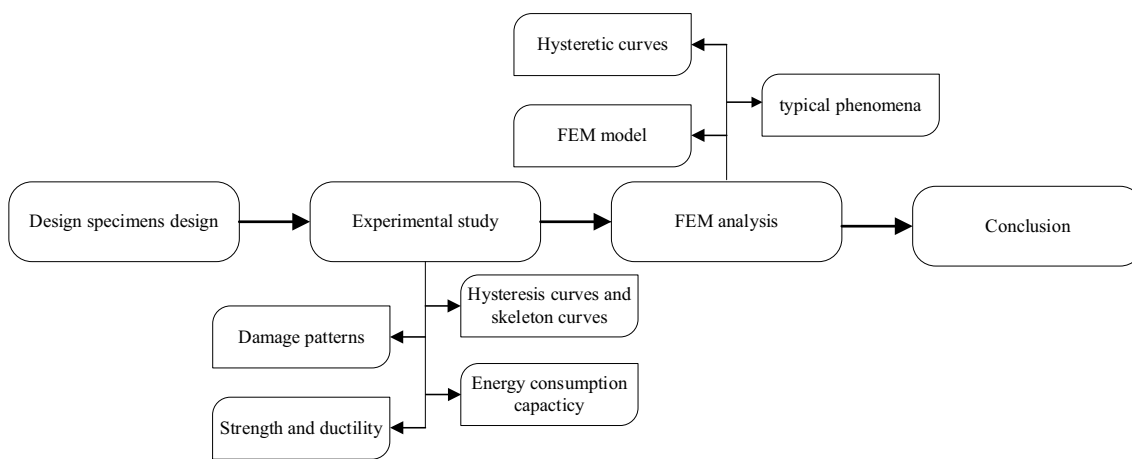 Hysteretic curves
typical phenomena
FEM model
Design specimens design
Experimental study
FEM analysis
Conclusion
Hysteresis curves and
skeleton curves
Damage patterns
Energy consumption
capacticy
Strength and ductility